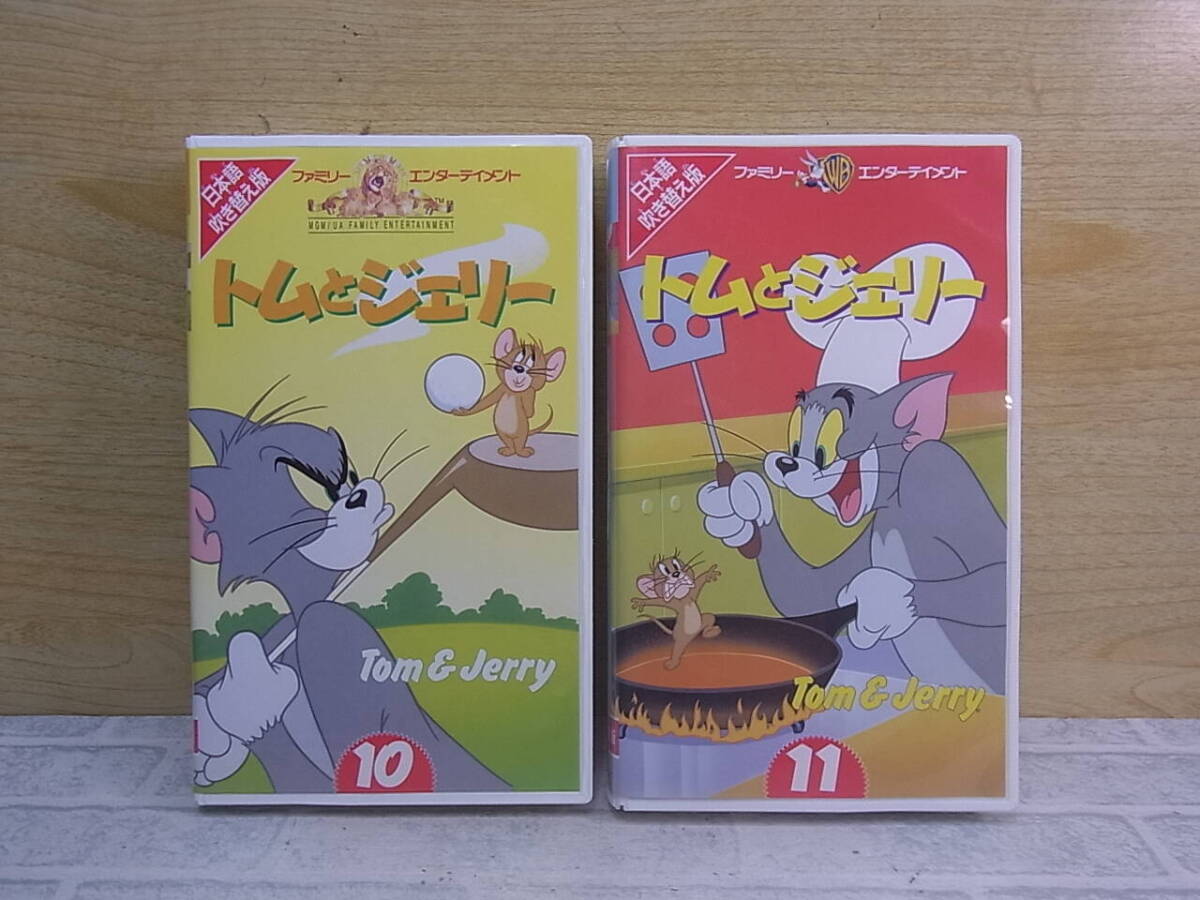 日本語
吹き替え版
ファミリー エンターテイメント
TM
MGM/UA FAMILY ENTERTAINMENT
トムとジェリー
Tom & Jerry
10
日本語
吹き替え版
ファミリー WB エンターテイメント
トムとジェリー
Tom & Jerry
11